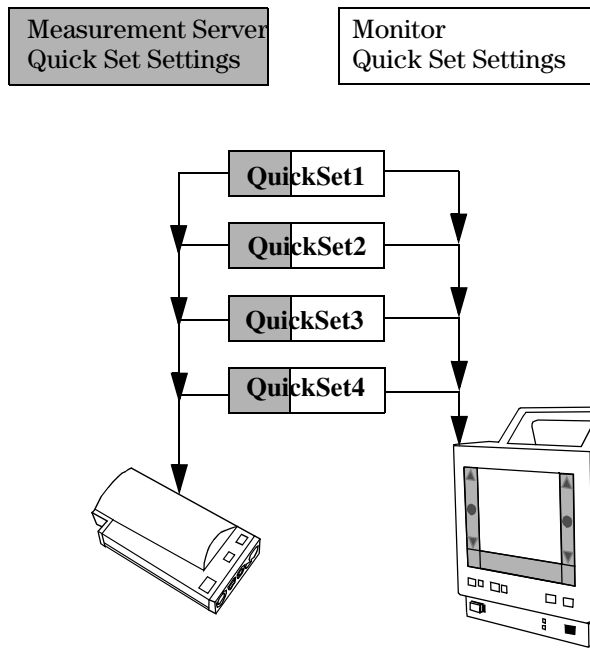 Measurement Server
Quick Set Settings
Monitor
Quick Set Settings
QuickSet1
QuickSet2
QuickSet3
QuickSet4